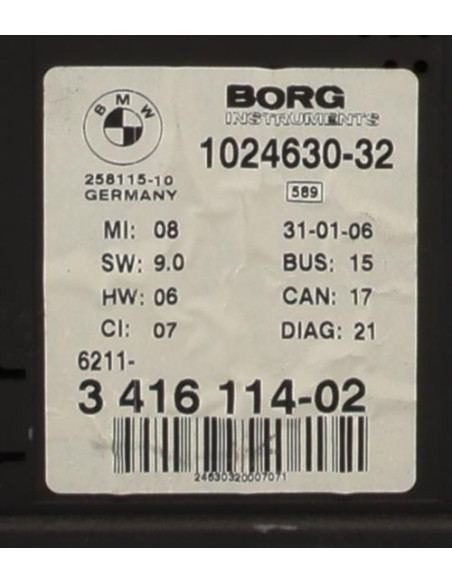 BMW
BORG
INSTRUMENTS
1024630-32
258115-10
GERMANY
589
MI: 08 31-01-06
SW: 9.0 BUS: 15
HW: 06 CAN: 17
CI: 07 DIAG: 21
6211-
3 416 114-02
24630320007071